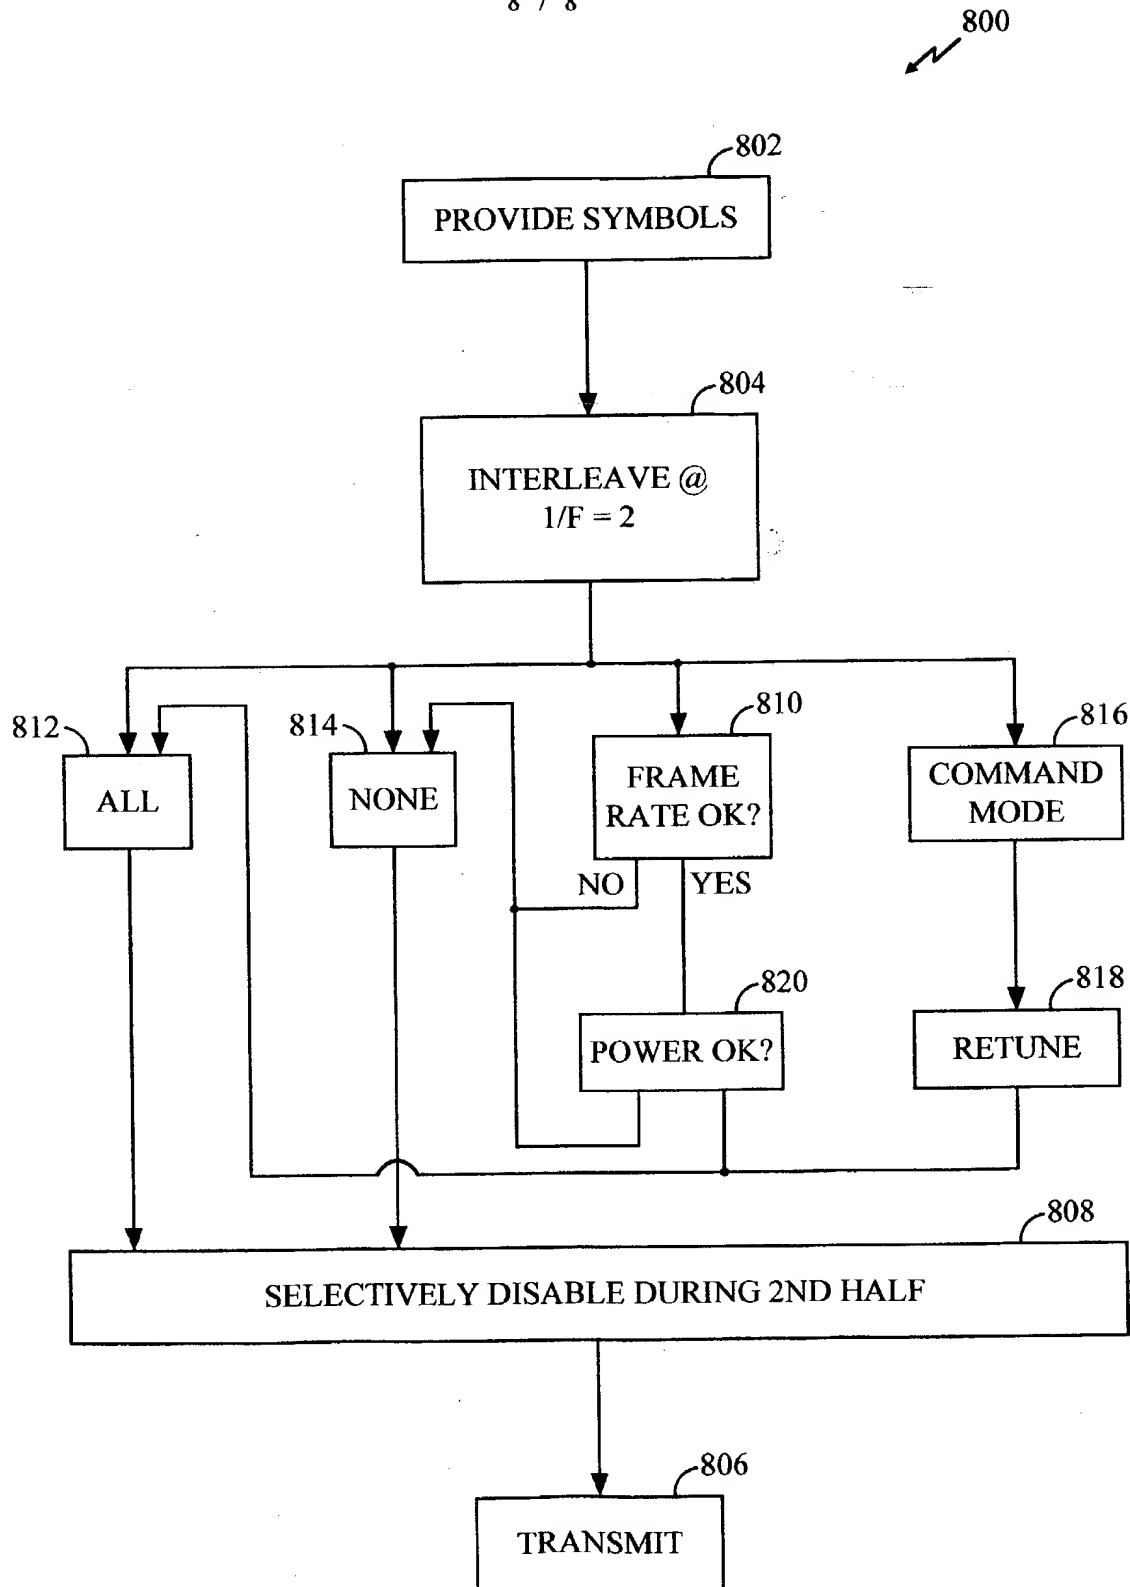 8 / 8
800
802
PROVIDE SYMBOLS
804
INTERLEAVE @
1/F = 2
812
ALL
814
NONE
810
FRAME
RATE OK?
NO
YES
816
COMMAND
MODE
820
POWER OK?
818
RETUNE
808
SELECTIVELY DISABLE DURING 2ND HALF
806
TRANSMIT